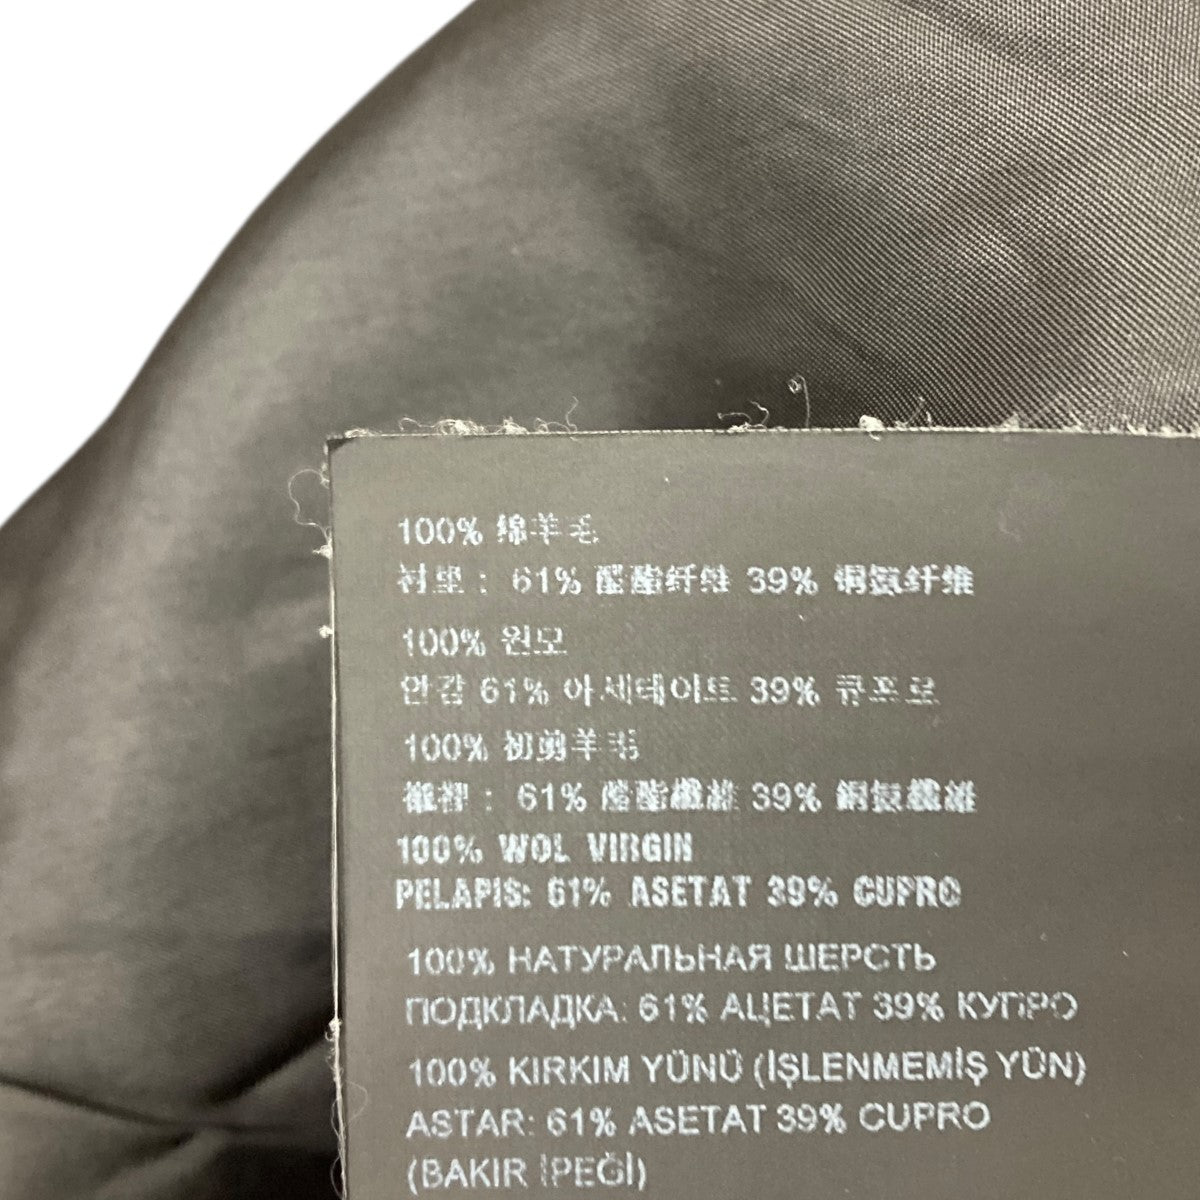 100% 绵羊毛
衬里： 61% 醋酯纤维 39% 铜氨纤维
100% 원모
안감 61% 아세테이트 39% 큐프로
100% 初剪羊毛
襯裡： 61% 醋酯纖維 39% 銅氨纖維
100% WOL VIRGIN
PELAPIS: 61% ASETAT 39% CUPRO
100% НАТУРАЛЬНАЯ ШЕРСТЬ
ПОДКЛАДКА: 61% АЦЕТАТ 39% КУПРО
100% KIRKIM YÜNÜ (İŞLENMEMİŞ YÜN)
ASTAR: 61% ASETAT 39% CUPRO
(BAKIR İPEĞİ)